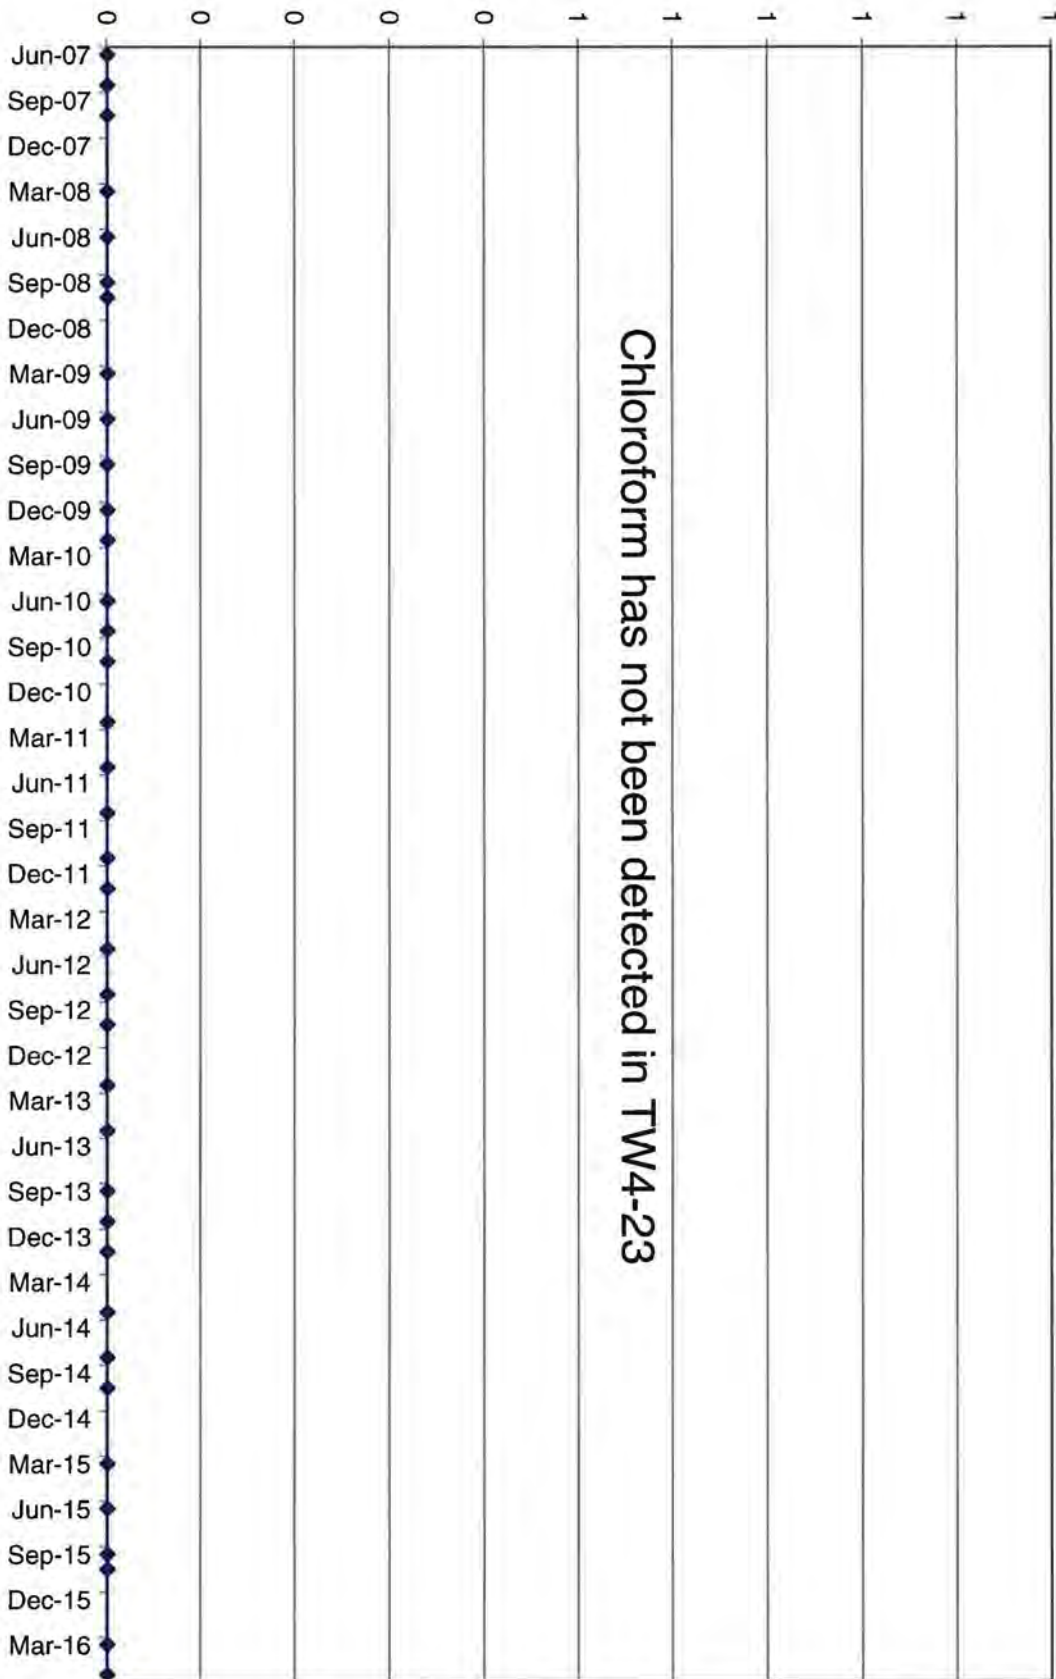 0
0
0
0
0
1
1
1
1
1
1
Jun-07
Sep-07
Dec-07
Mar-08
Jun-08
Sep-08
Dec-08
Mar-09
Jun-09
Sep-09
Dec-09
Mar-10
Jun-10
Sep-10
Dec-10
Mar-11
Jun-11
Sep-11
Dec-11
Mar-12
Jun-12
Sep-12
Dec-12
Mar-13
Jun-13
Sep-13
Dec-13
Mar-14
Jun-14
Sep-14
Dec-14
Mar-15
Jun-15
Sep-15
Dec-15
Mar-16
Chloroform has not been detected in TW4-23